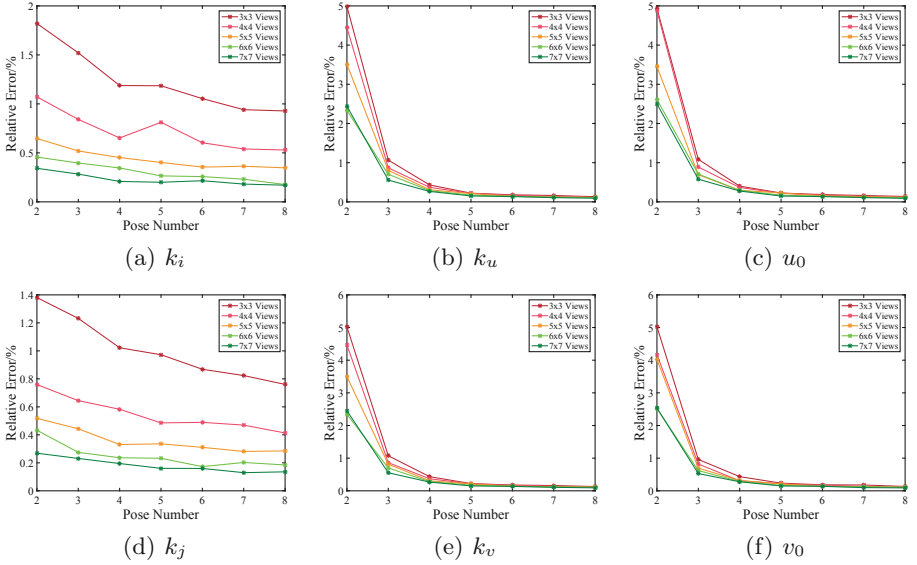 3x3 Views
4x4 Views
5x5 Views
6x6 Views
7x7 Views
Relative Error/%
2
1.5
1
0.5
0
2 3 4 5 6 7 8
Pose Number
(a) k_i
3x3 Views
4x4 Views
5x5 Views
6x6 Views
7x7 Views
Relative Error/%
5
4
3
2
1
0
2 3 4 5 6 7 8
Pose Number
(b) k_u
3x3 Views
4x4 Views
5x5 Views
6x6 Views
7x7 Views
Relative Error/%
5
4
3
2
1
0
2 3 4 5 6 7 8
Pose Number
(c) u_0
3x3 Views
4x4 Views
5x5 Views
6x6 Views
7x7 Views
Relative Error/%
1.4
1.2
1
0.8
0.6
0.4
0.2
0
2 3 4 5 6 7 8
Pose Number
(d) k_j
3x3 Views
4x4 Views
5x5 Views
6x6 Views
7x7 Views
Relative Error/%
6
5
4
3
2
1
0
2 3 4 5 6 7 8
Pose Number
(e) k_v
3x3 Views
4x4 Views
5x5 Views
6x6 Views
7x7 Views
Relative Error/%
6
5
4
3
2
1
0
2 3 4 5 6 7 8
Pose Number
(f) v_0